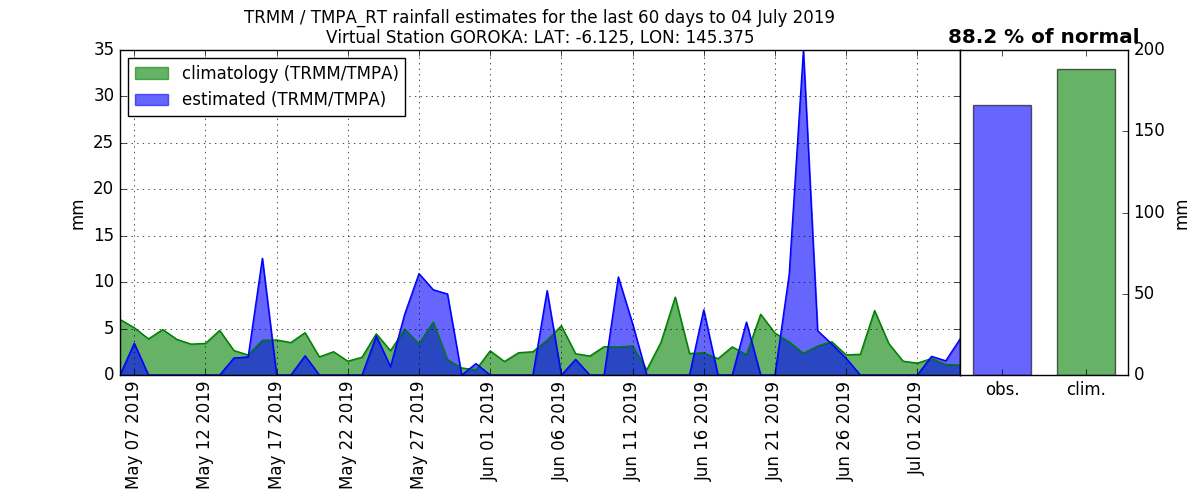 TRMM / TMPA_RT rainfall estimates for the last 60 days to 04 July 2019
Virtual Station GOROKA: LAT: -6.125, LON: 145.375
88.2 % of normal
climatology (TRMM/TMPA)
estimated (TRMM/TMPA)
35
30
25
20
15
10
5
0
mm
May 07 2019
May 12 2019
May 17 2019
May 22 2019
May 27 2019
Jun 01 2019
Jun 06 2019
Jun 11 2019
Jun 16 2019
Jun 21 2019
Jun 26 2019
Jul 01 2019
200
150
100
50
0
mm
obs.
clim.